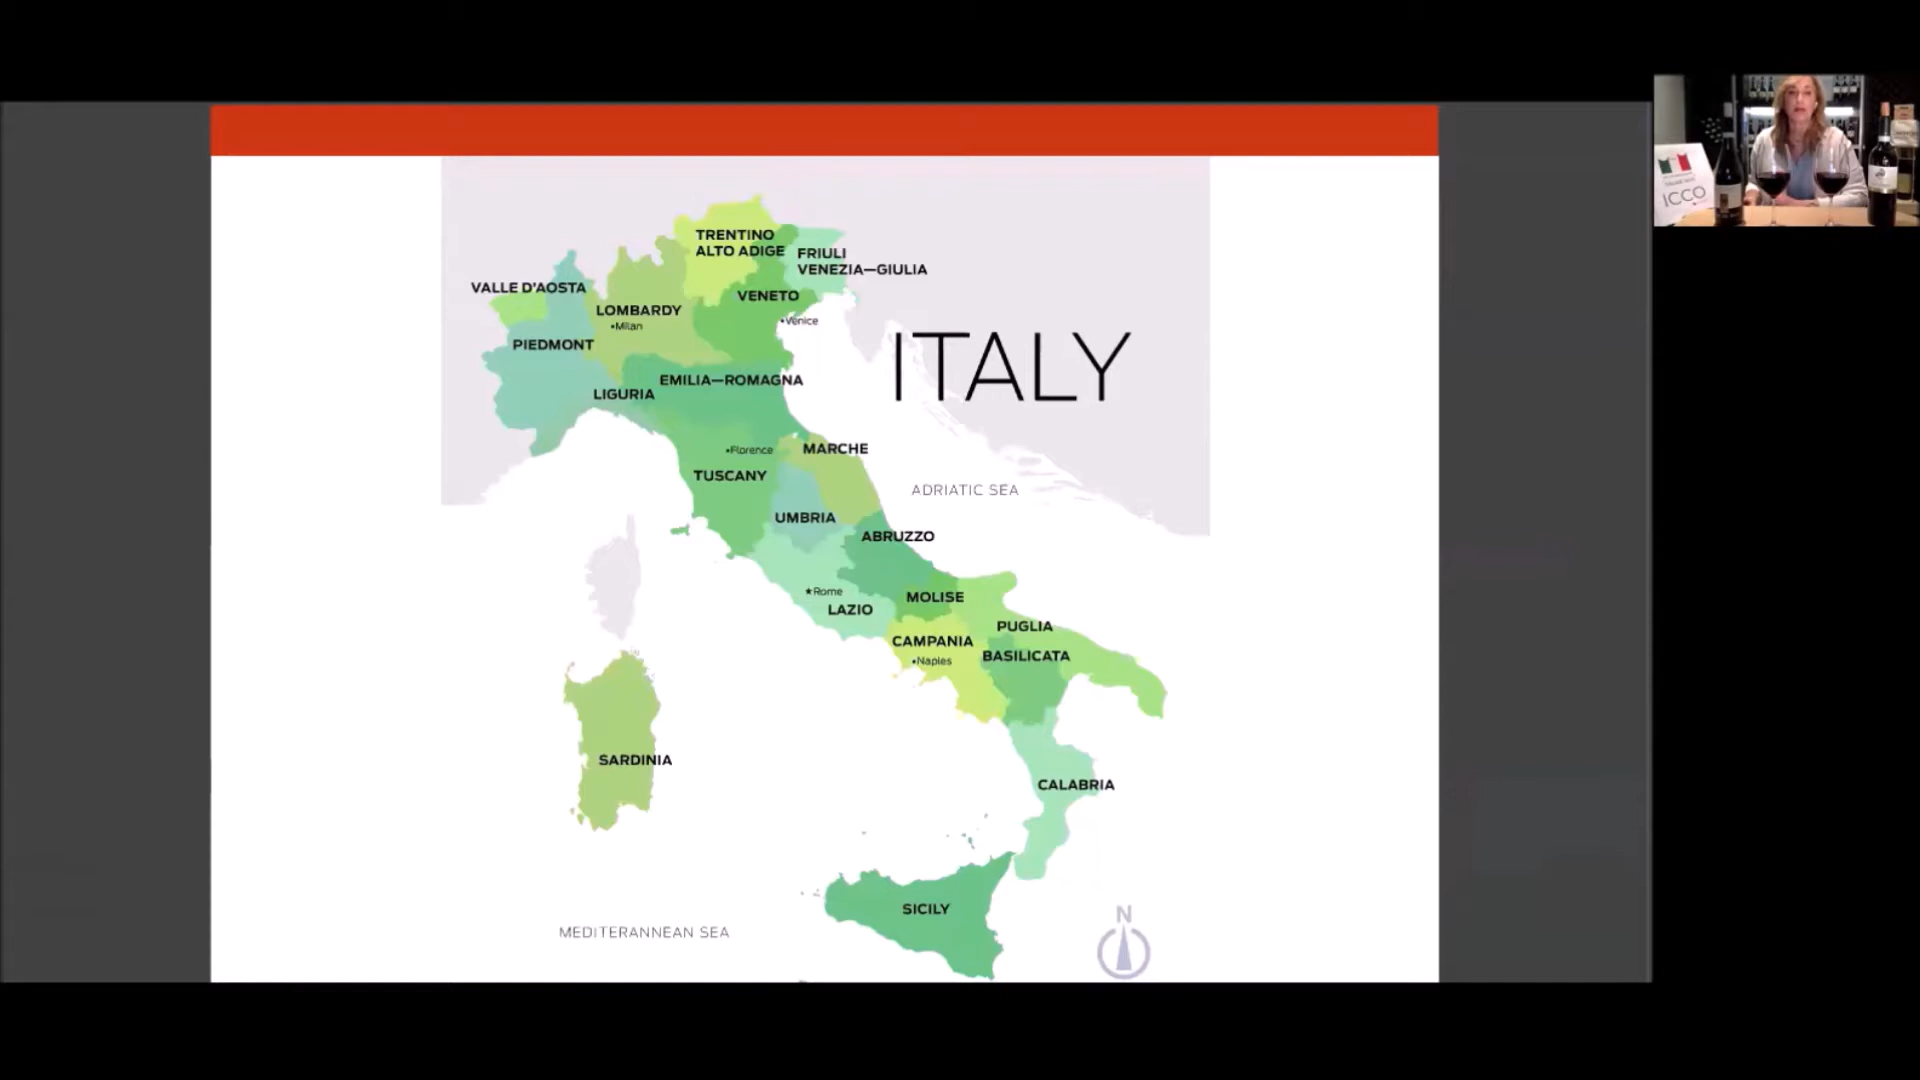 TRENTINO
ALTO ADIGE
FRIULI
VENEZIA—GIULIA
VALLE D'AOSTA
VENETO
LOMBARDY
•Milan
•Venice
PIEDMONT
ITALY
EMILIA—ROMAGNA
LIGURIA
•Florence
MARCHE
TUSCANY
ADRIATIC SEA
UMBRIA
ABRUZZO
★Rome
LAZIO
MOLISE
PUGLIA
CAMPANIA
•Naples
BASILICATA
SARDINIA
CALABRIA
SICILY
MEDITERANNEAN SEA
N
ICCO